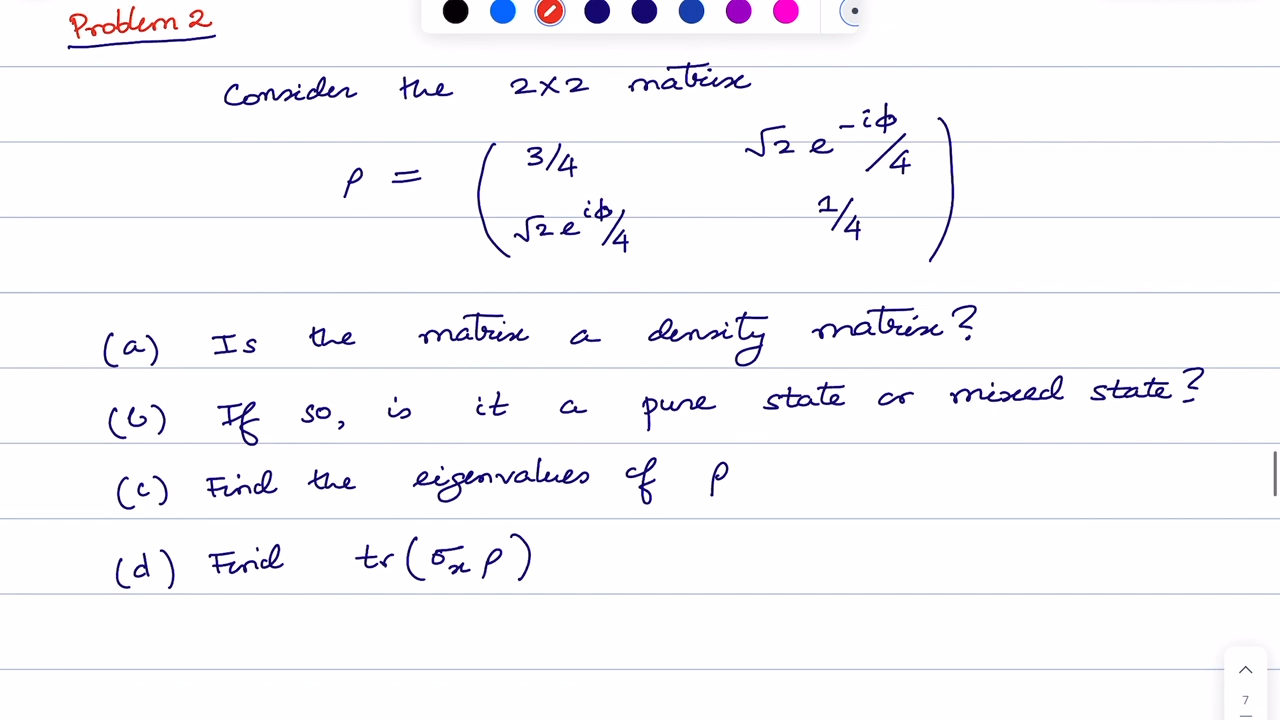 Problem 2
Consider the 2×2 matrix
ρ = ( 3/4 √2 e^{-iϕ}/4
√2 e^{iϕ}/4 1/4 )
(a) Is the matrix a density matrix?
(b) If so, is it a pure state or mixed state?
(c) Find the eigenvalues of ρ
(d) Find tr(σₓ ρ)
7